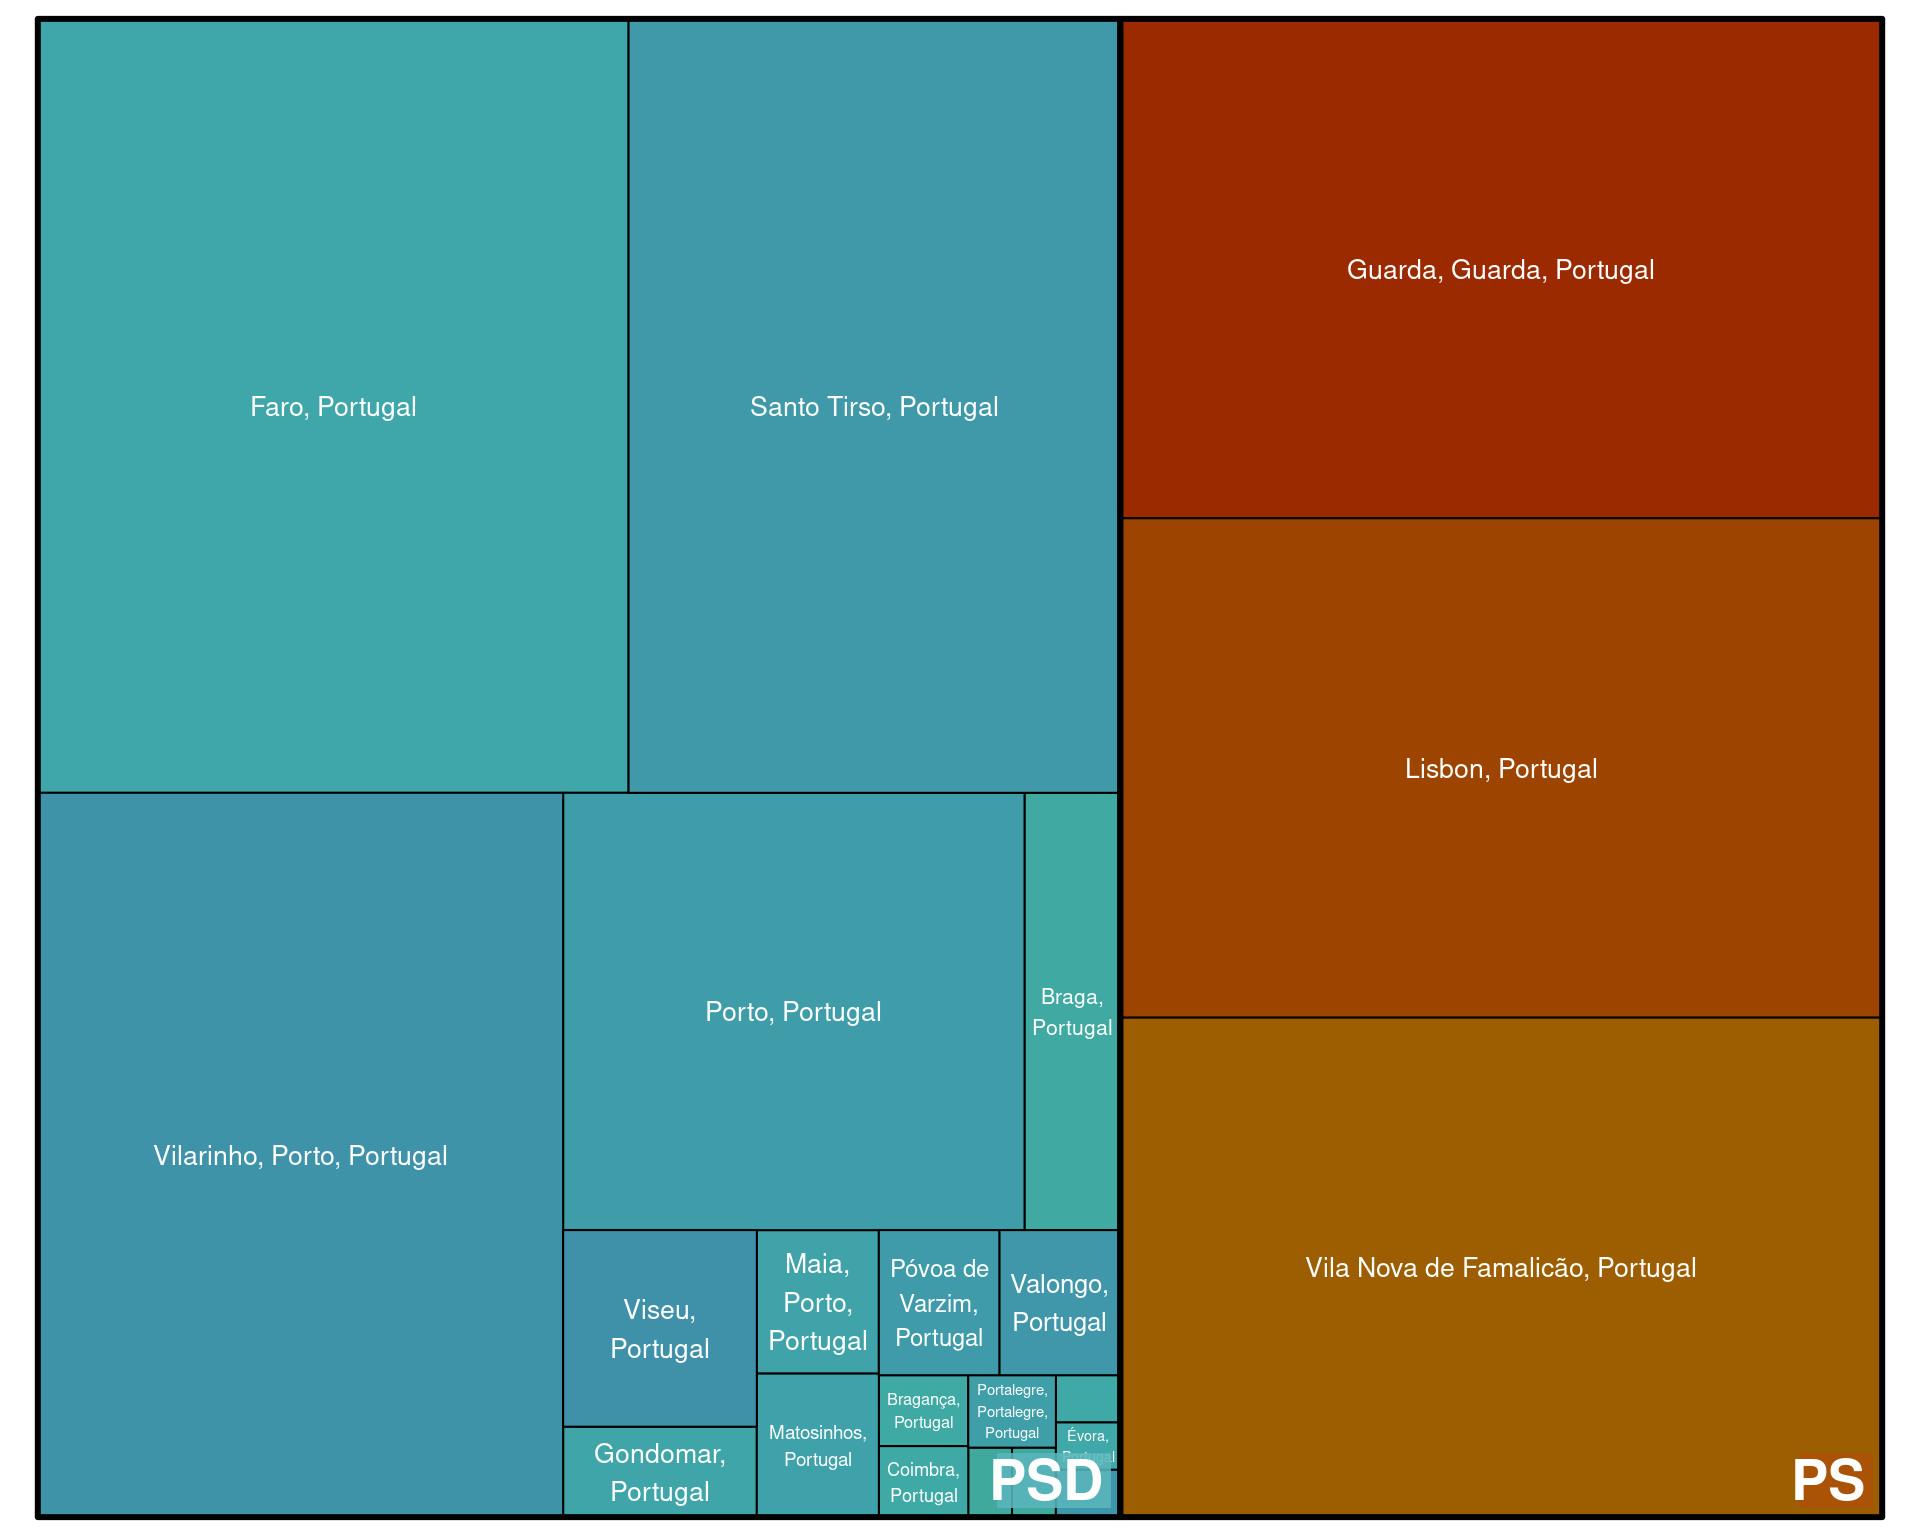 Faro, Portugal
Santo Tirso, Portugal
Guarda, Guarda, Portugal
Lisbon, Portugal
Vila Nova de Famalicão, Portugal
Vilarinho, Porto, Portugal
Porto, Portugal
Braga,
Portugal
Viseu,
Portugal
Gondomar,
Portugal
Maia,
Porto,
Portugal
Matosinhos,
Portugal
Póvoa de
Varzim,
Portugal
Valongo,
Portugal
Bragança,
Portugal
Coimbra,
Portugal
Portalegre,
Portalegre,
Portugal
Évora,
Portugal
PSD
PS